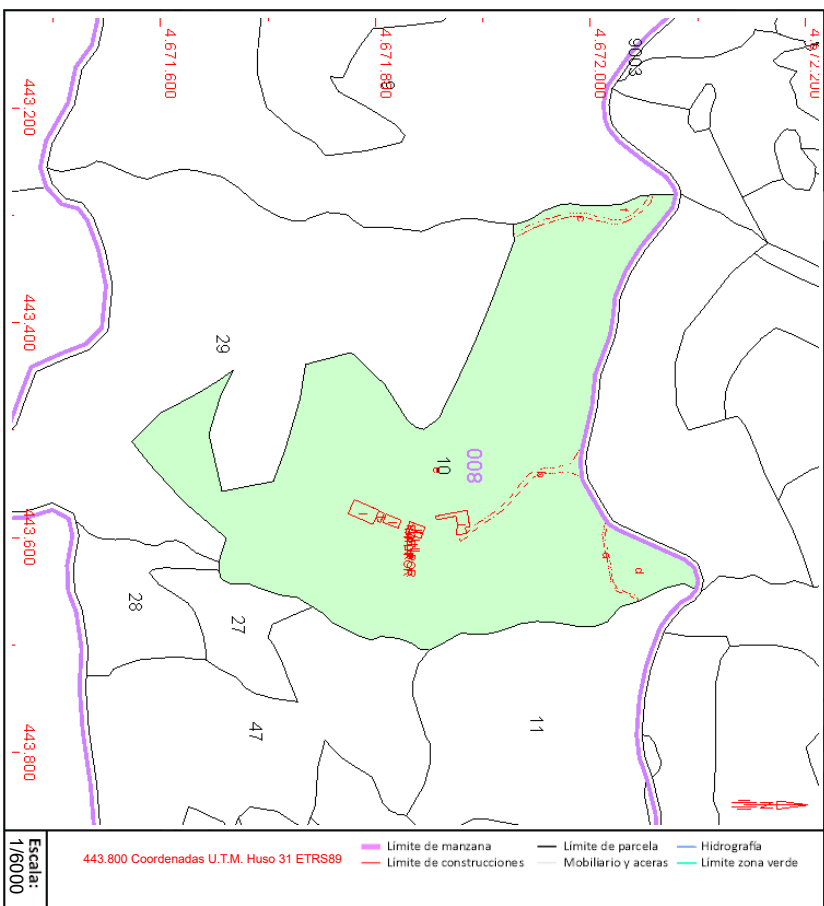 4.671.600
4.671.800
4.672.000
4.672.200
443.200
443.400
443.600
443.800
9003
9
29
008
10
28
27
47
11
a
b
c
d
Escala:
1/6000
443.800 Coordenadas U.T.M. Huso 31 ETRS89
Límite de manzana
Límite de construcciones
Límite de parcela
Mobiliario y aceras
Hidrografía
Límite zona verde